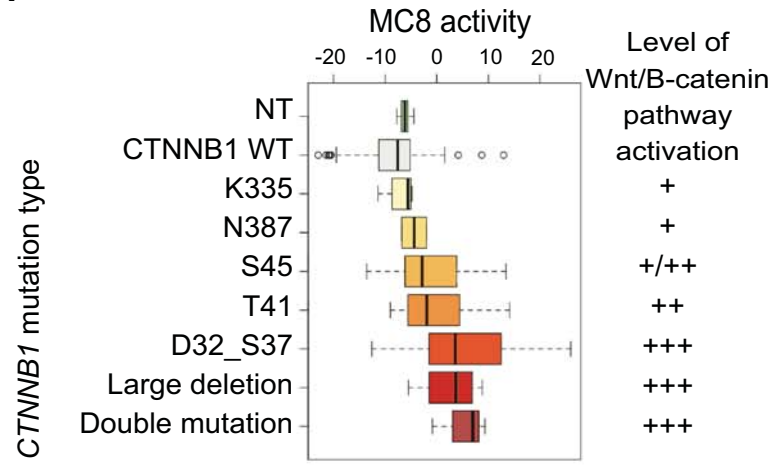 MC8 activity
-20 -10 0 10 20
Level of
Wnt/B-catenin
pathway
activation
CTNNB1 mutation type
NT
CTNNB1 WT
K335 +
N387 +
S45 +/++
T41 ++
D32_S37 +++
Large deletion +++
Double mutation +++